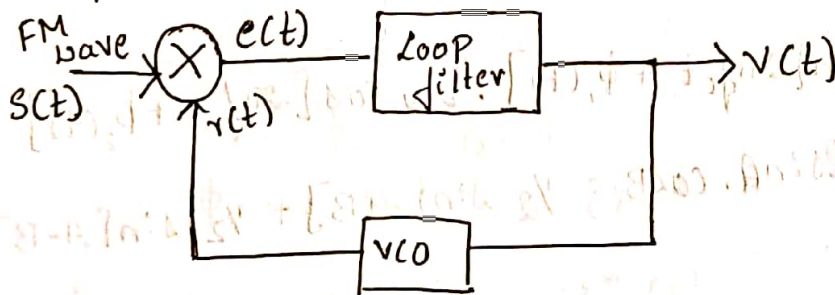 FM wave
e(t)
Loop
filter
V(t)
S(t)
r(t)
VCO